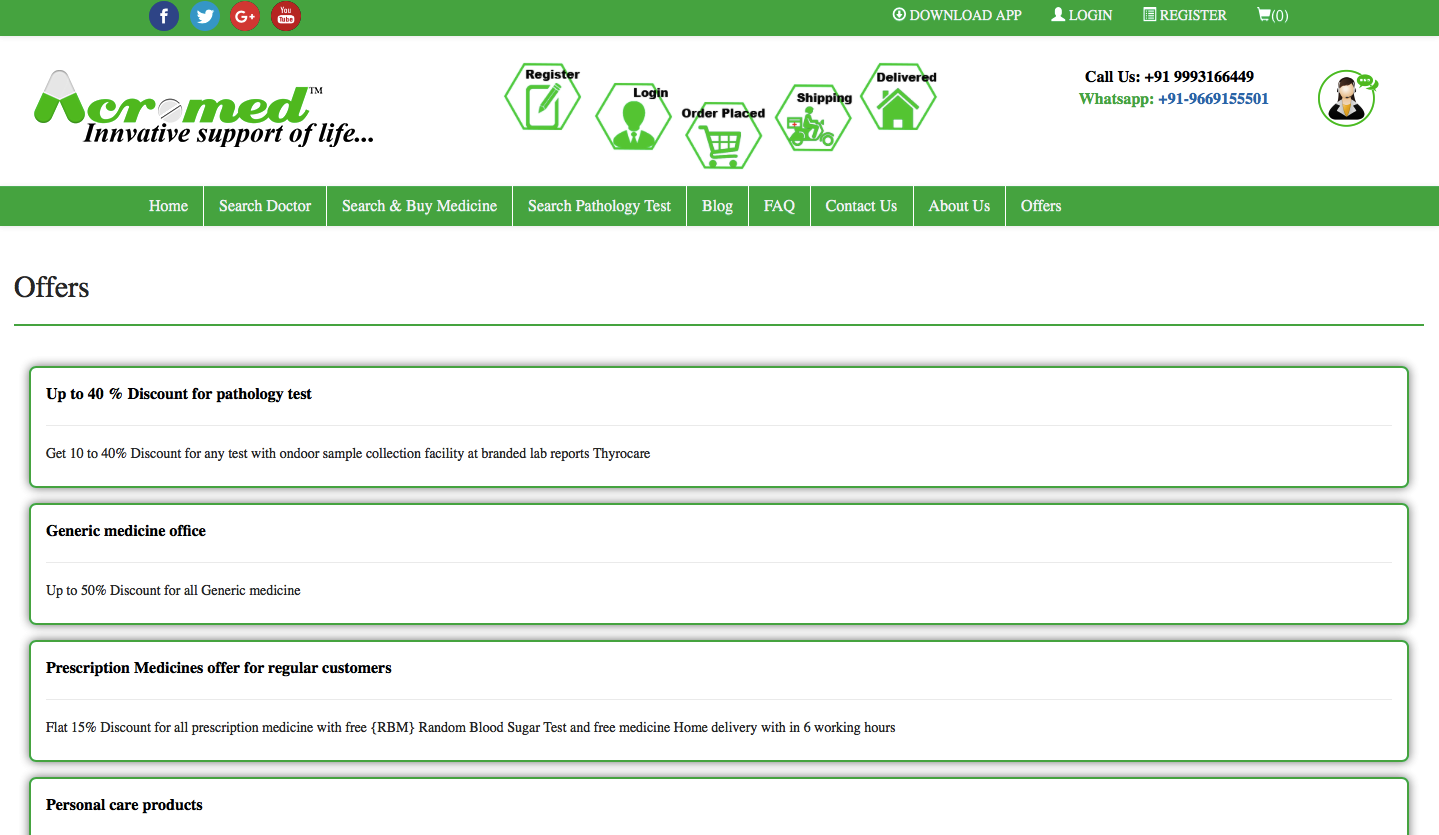 You
Tube
DOWNLOAD APP LOGIN REGISTER (0)
Acromed™
Innvative support of life...
Register
Login
Order Placed
Shipping
Delivered
Call Us: +91 9993166449
Whatsapp: +91-9669155501
Home Search Doctor Search & Buy Medicine Search Pathology Test Blog FAQ Contact Us About Us Offers
Offers
Up to 40 % Discount for pathology test
Get 10 to 40% Discount for any test with ondoor sample collection facility at branded lab reports Thyrocare
Generic medicine office
Up to 50% Discount for all Generic medicine
Prescription Medicines offer for regular customers
Flat 15% Discount for all prescription medicine with free {RBM} Random Blood Sugar Test and free medicine Home delivery with in 6 working hours
Personal care products